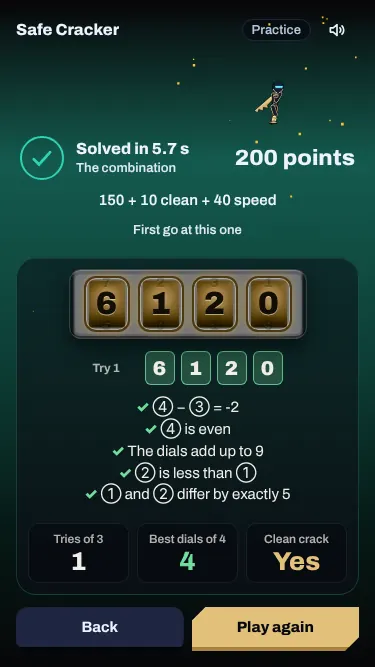 Safe Cracker
Practice
Solved in 5.7 s
The combination
200 points
150 + 10 clean + 40 speed
First go at this one
6 1 2 0
Try 1 6 1 2 0
④ – ③ = -2
④ is even
The dials add up to 9
② is less than ①
① and ② differ by exactly 5
Tries of 3
1
Best dials of 4
4
Clean crack
Yes
Back
Play again